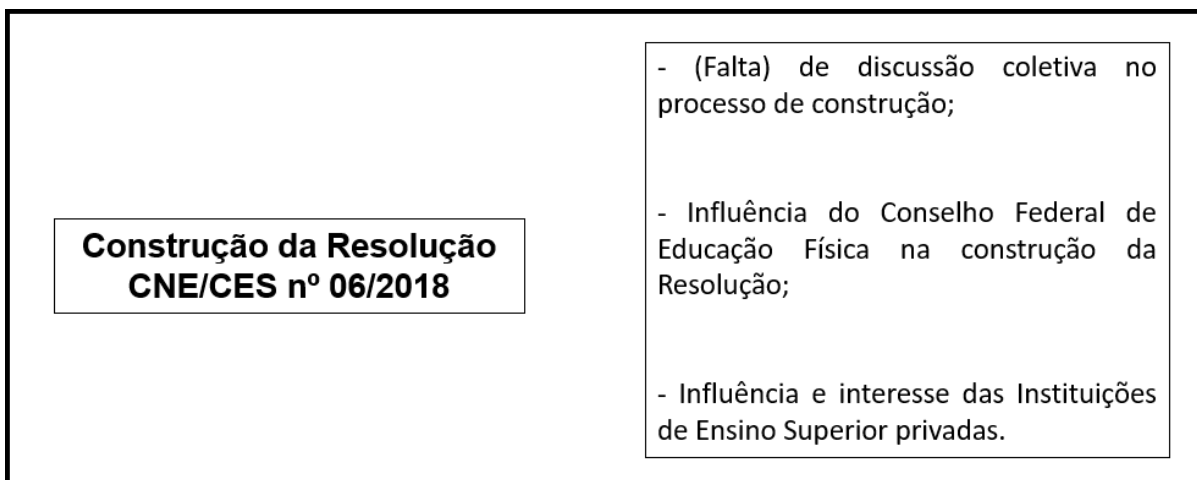 Construção da Resolução
CNE/CES nº 06/2018
- (Falta) de discussão coletiva no
processo de construção;
- Influência do Conselho Federal de
Educação Física na construção da
Resolução;
- Influência e interesse das Instituições
de Ensino Superior privadas.